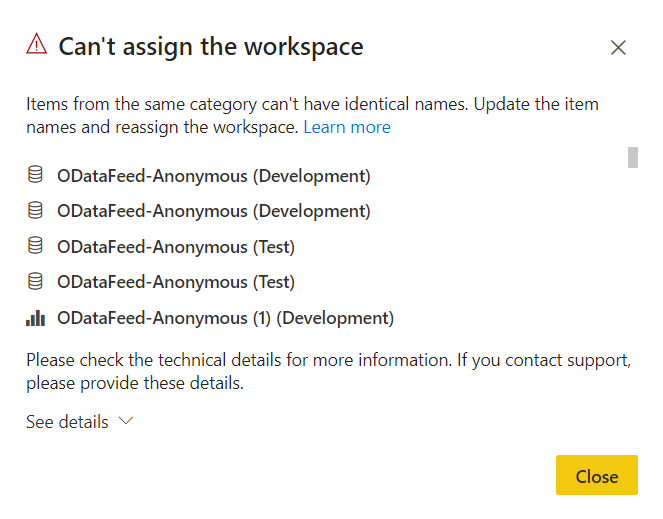 Can't assign the workspace
Items from the same category can't have identical names. Update the item
names and reassign the workspace. Learn more
ODataFeed-Anonymous (Development)
ODataFeed-Anonymous (Development)
ODataFeed-Anonymous (Test)
ODataFeed-Anonymous (Test)
ODataFeed-Anonymous (1) (Development)
Please check the technical details for more information. If you contact support,
please provide these details.
See details
Close